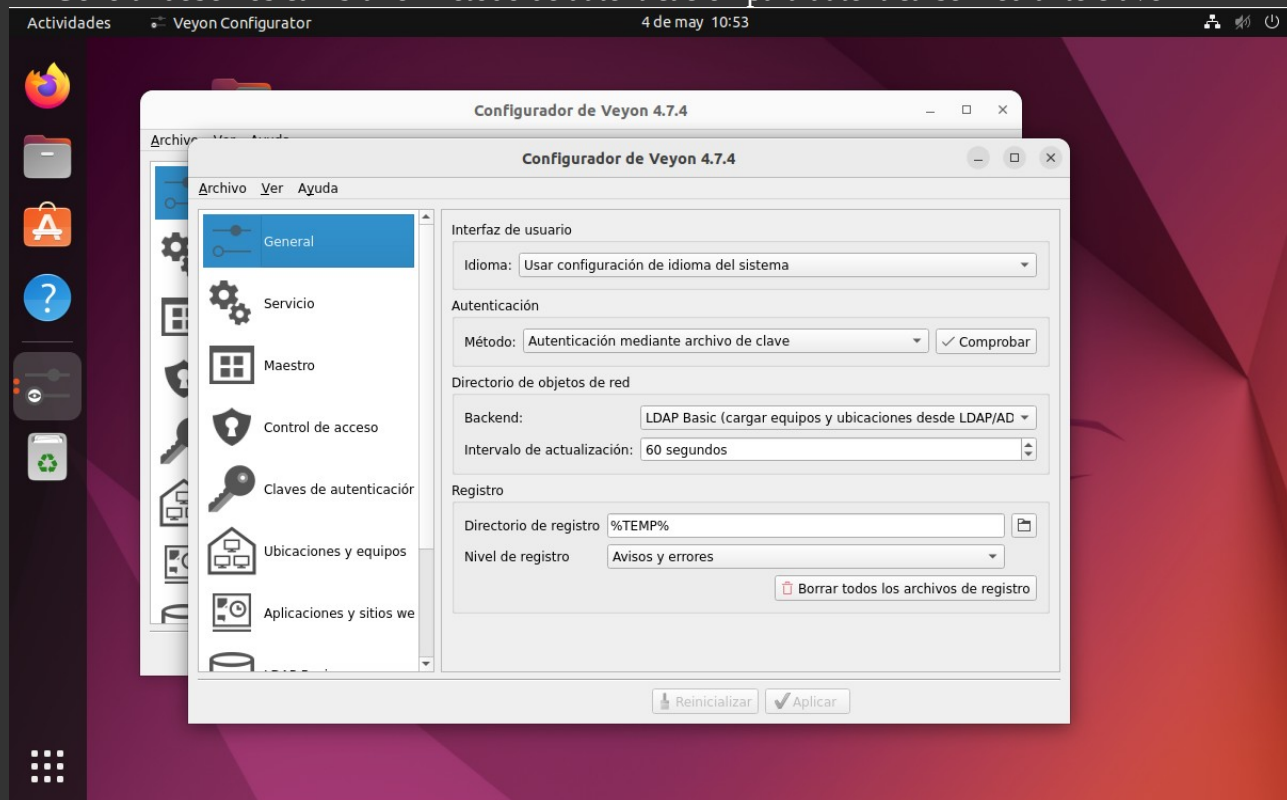 Actividades Veyon Configurator 4 de may 10:53
Configurador de Veyon 4.7.4
Archivo
Configurador de Veyon 4.7.4
Archivo Ver Ayuda
General
Servicio
Maestro
Control de acceso
Claves de autenticación
Ubicaciones y equipos
Aplicaciones y sitios we
Interfaz de usuario
Idioma: Usar configuración de idioma del sistema
Autenticación
Método: Autenticación mediante archivo de clave Comprobar
Directorio de objetos de red
Backend: LDAP Basic (cargar equipos y ubicaciones desde LDAP/AD
Intervalo de actualización: 60 segundos
Registro
Directorio de registro %TEMP%
Nivel de registro Avisos y errores
Borrar todos los archivos de registro
Reinicializar Aplicar